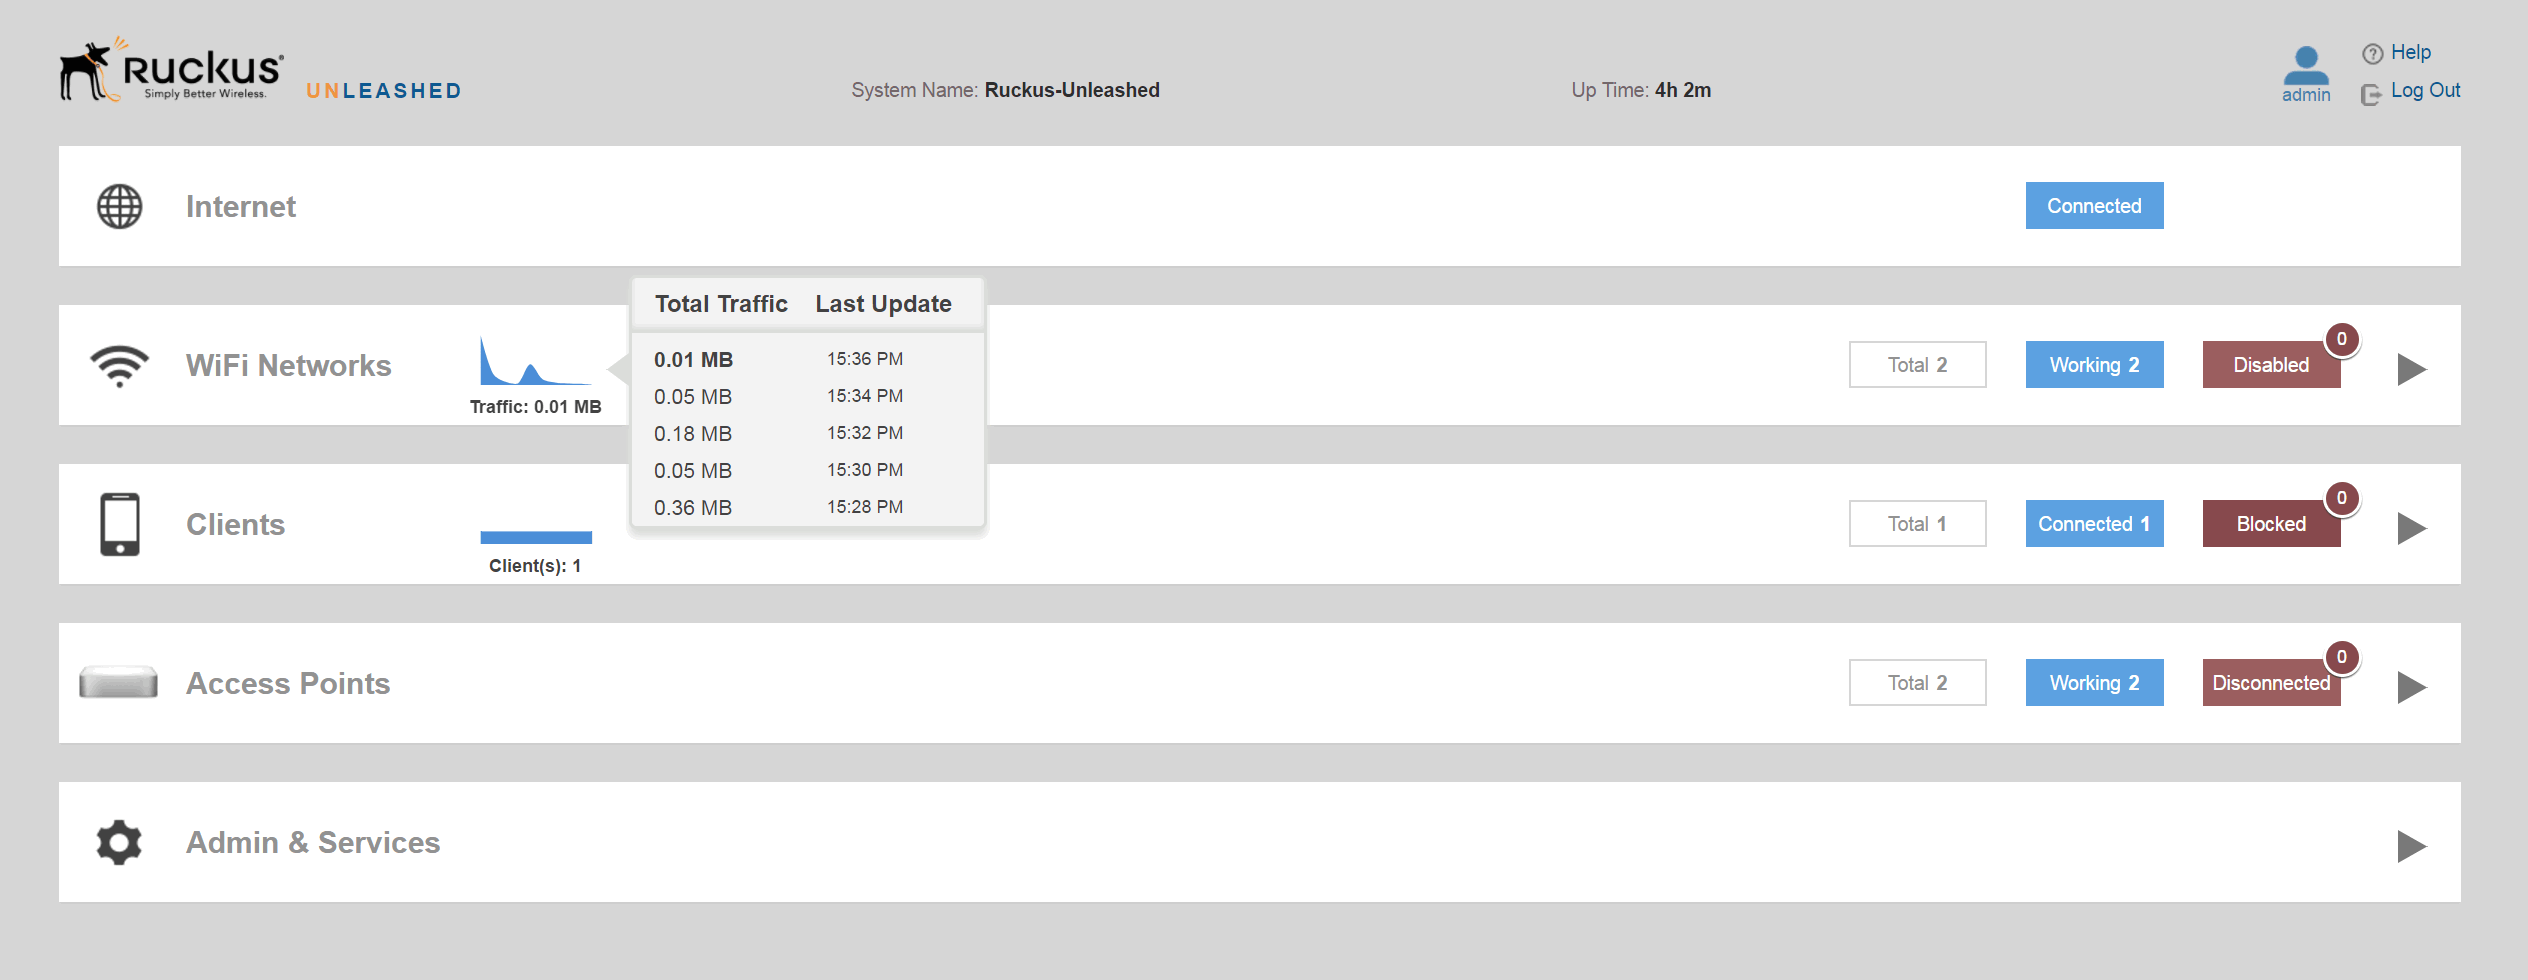 Ruckus®
Simply Better Wireless.
UNLEASHED
System Name: Ruckus-Unleashed
Up Time: 4h 2m
admin
Help
Log Out
Internet
Connected
WiFi Networks
Traffic: 0.01 MB
Total Traffic Last Update
0.01 MB 15:36 PM
0.05 MB 15:34 PM
0.18 MB 15:32 PM
0.05 MB 15:30 PM
0.36 MB 15:28 PM
Total 2
Working 2
Disabled
0
Clients
Client(s): 1
Total 1
Connected 1
Blocked
0
Access Points
Total 2
Working 2
Disconnected
0
Admin & Services